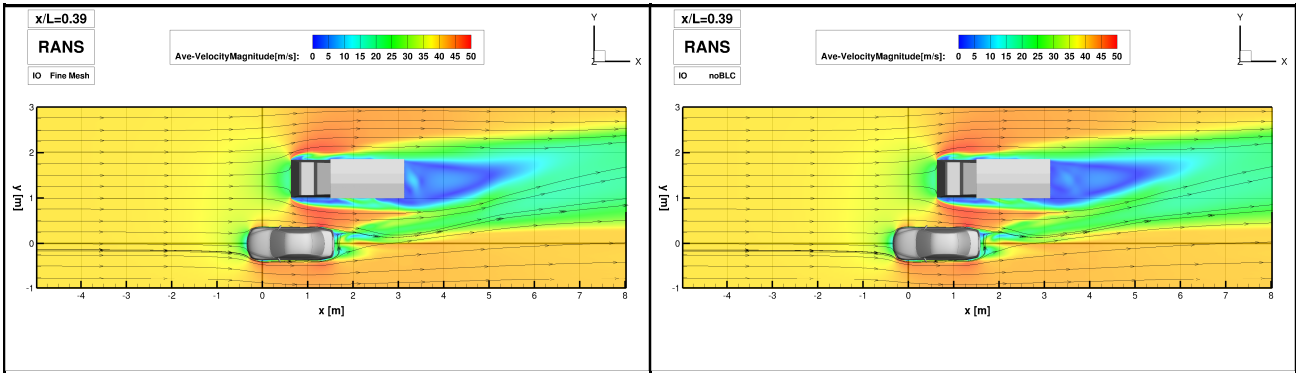 x/L=0.39
RANS
IO Fine Mesh
Ave-VelocityMagnitude[m/s]: 0 5 10 15 20 25 30 35 40 45 50
Y
Z X
3
2
1
0
-1
Y [m]
-4 -3 -2 -1 0 1 2 3 4 5 6 7 8
x [m]
x/L=0.39
RANS
IO noBLC
Ave-VelocityMagnitude[m/s]: 0 5 10 15 20 25 30 35 40 45 50
Y
Z X
3
2
1
0
-1
Y [m]
-4 -3 -2 -1 0 1 2 3 4 5 6 7 8
x [m]